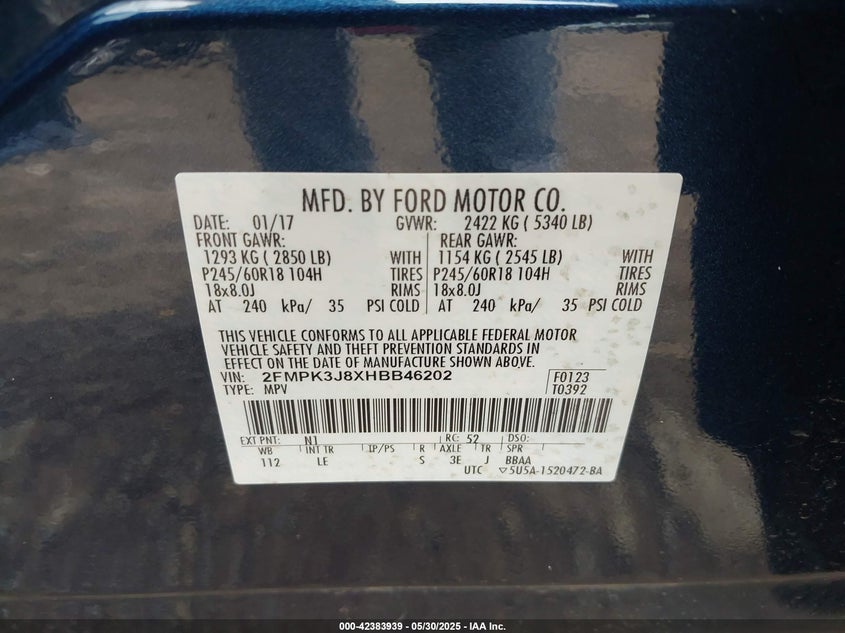 MFD. BY FORD MOTOR CO.
DATE: 01/17 GVWR: 2422 KG ( 5340 LB)
FRONT GAWR: REAR GAWR:
1293 KG ( 2850 LB) WITH 1154 KG ( 2545 LB) WITH
P245/60R18 104H TIRES P245/60R18 104H TIRES
18x8.0J RIMS 18x8.0J RIMS
AT 240 kPa/ 35 PSI COLD AT 240 kPa/ 35 PSI COLD
THIS VEHICLE CONFORMS TO ALL APPLICABLE FEDERAL MOTOR
VEHICLE SAFETY AND THEFT PREVENTION STANDARDS IN
EFFECT ON THE DATE OF MANUFACTURE SHOWN ABOVE.
VIN: 2FMPK3J8XHBB46202 F0123
TYPE: MPV T0392
EXT PNT: N1 RC: 52 DSO:
WB INT TR TP/PS R AXLE TR SPR
112 LE S 3E J BBAA
UTC ▽5U5A-1520472-BA
000-42383939 - 05/30/2025 - IAA Inc.